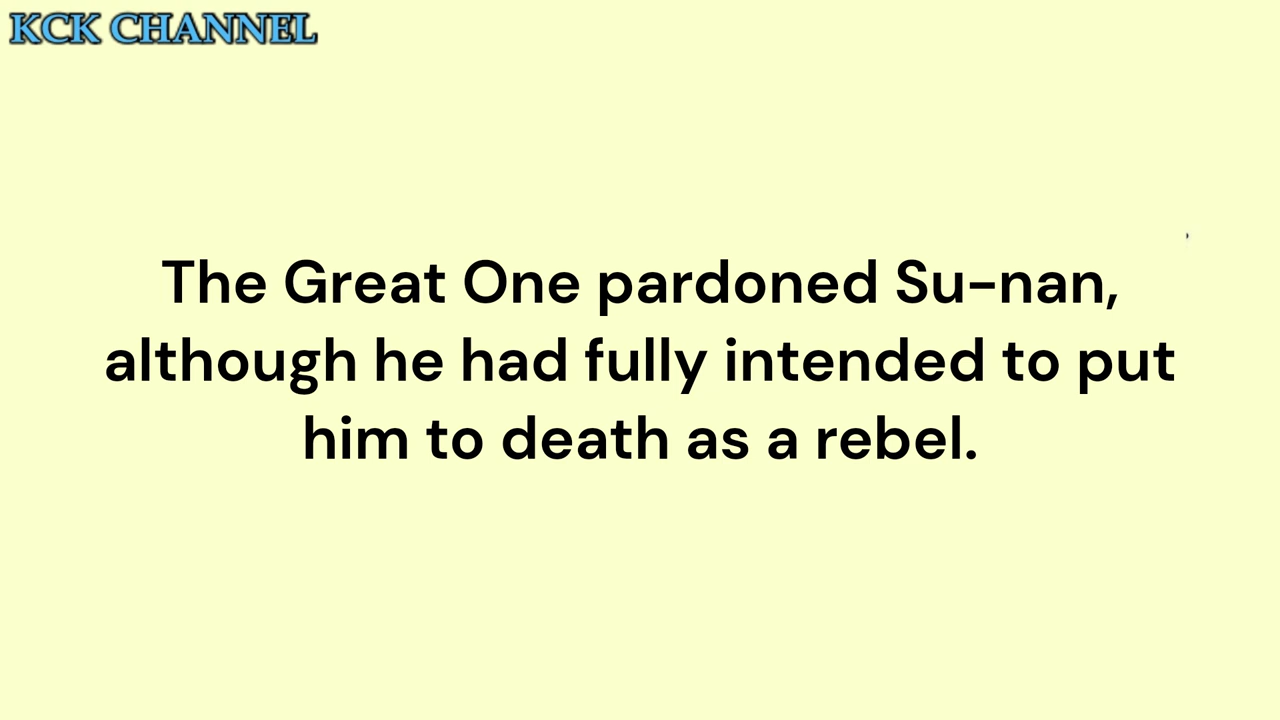 KCK CHANNEL
The Great One pardoned Su-nan,
although he had fully intended to put
him to death as a rebel.